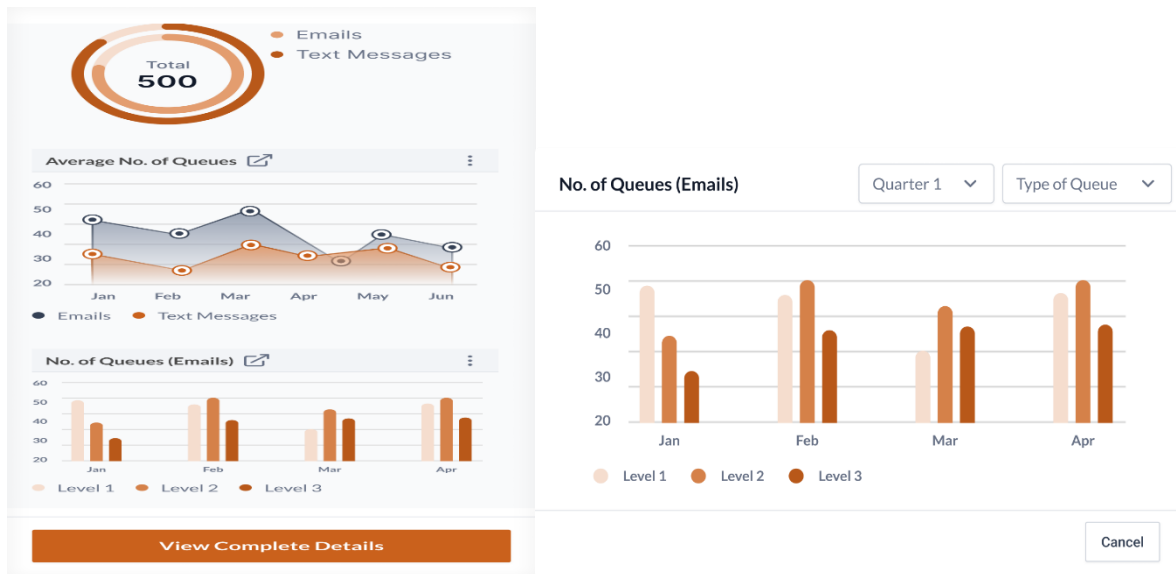 Emails
Text Messages
Total
500
Average No. of Queues
60
50
40
30
20
Jan Feb Mar Apr May Jun
Emails Text Messages
No. of Queues (Emails)
60
50
40
30
20
Jan Feb Mar Apr
Level 1 Level 2 Level 3
View Complete Details
No. of Queues (Emails) Quarter 1 Type of Queue
60
50
40
30
20
Jan Feb Mar Apr
Level 1 Level 2 Level 3
Cancel